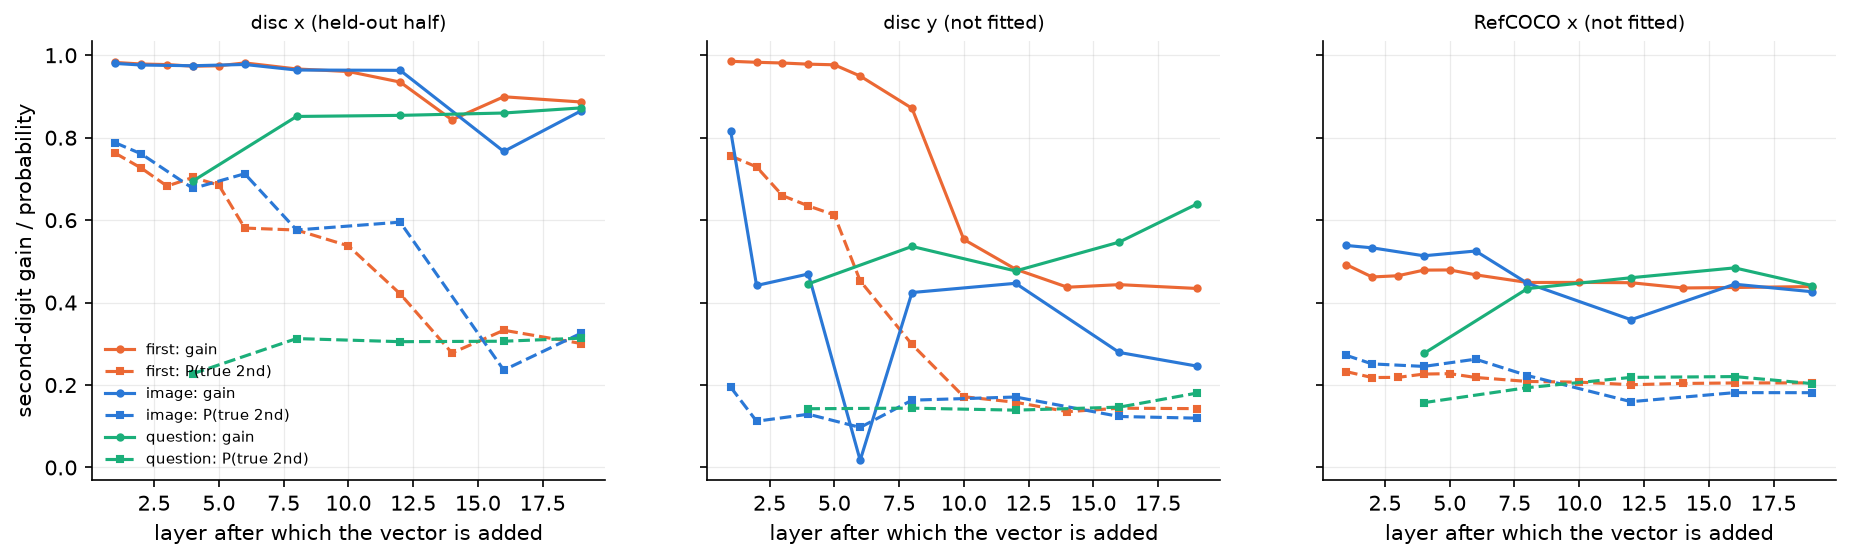 disc x (held-out half)
disc y (not fitted)
RefCOCO x (not fitted)
second-digit gain / probability
1.0
0.8
0.6
0.4
0.2
0.0
first: gain
first: P(true 2nd)
image: gain
image: P(true 2nd)
question: gain
question: P(true 2nd)
2.5 5.0 7.5 10.0 12.5 15.0 17.5
2.5 5.0 7.5 10.0 12.5 15.0 17.5
2.5 5.0 7.5 10.0 12.5 15.0 17.5
layer after which the vector is added
layer after which the vector is added
layer after which the vector is added